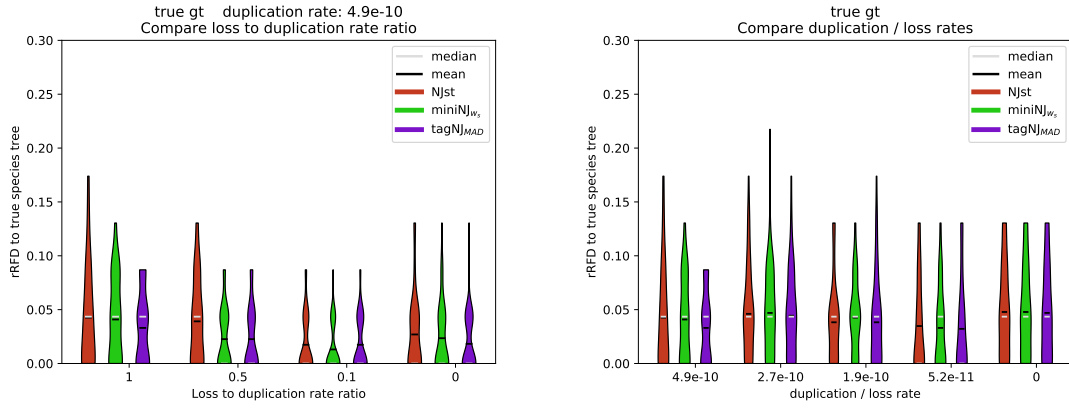 true gt    duplication rate: 4.9e-10
Compare loss to duplication rate ratio
0.30
0.25
0.20
0.15
0.10
0.05
0.00
rRFD to true species tree
median
mean
NJst
miniNJ_{w_s}
tagNJ_{MAD}
1
0.5
0.1
0
Loss to duplication rate ratio
true gt
Compare duplication / loss rates
0.30
0.25
0.20
0.15
0.10
0.05
0.00
rRFD to true species tree
median
mean
NJst
miniNJ_{w_s}
tagNJ_{MAD}
4.9e-10
2.7e-10
1.9e-10
5.2e-11
0
duplication / loss rate